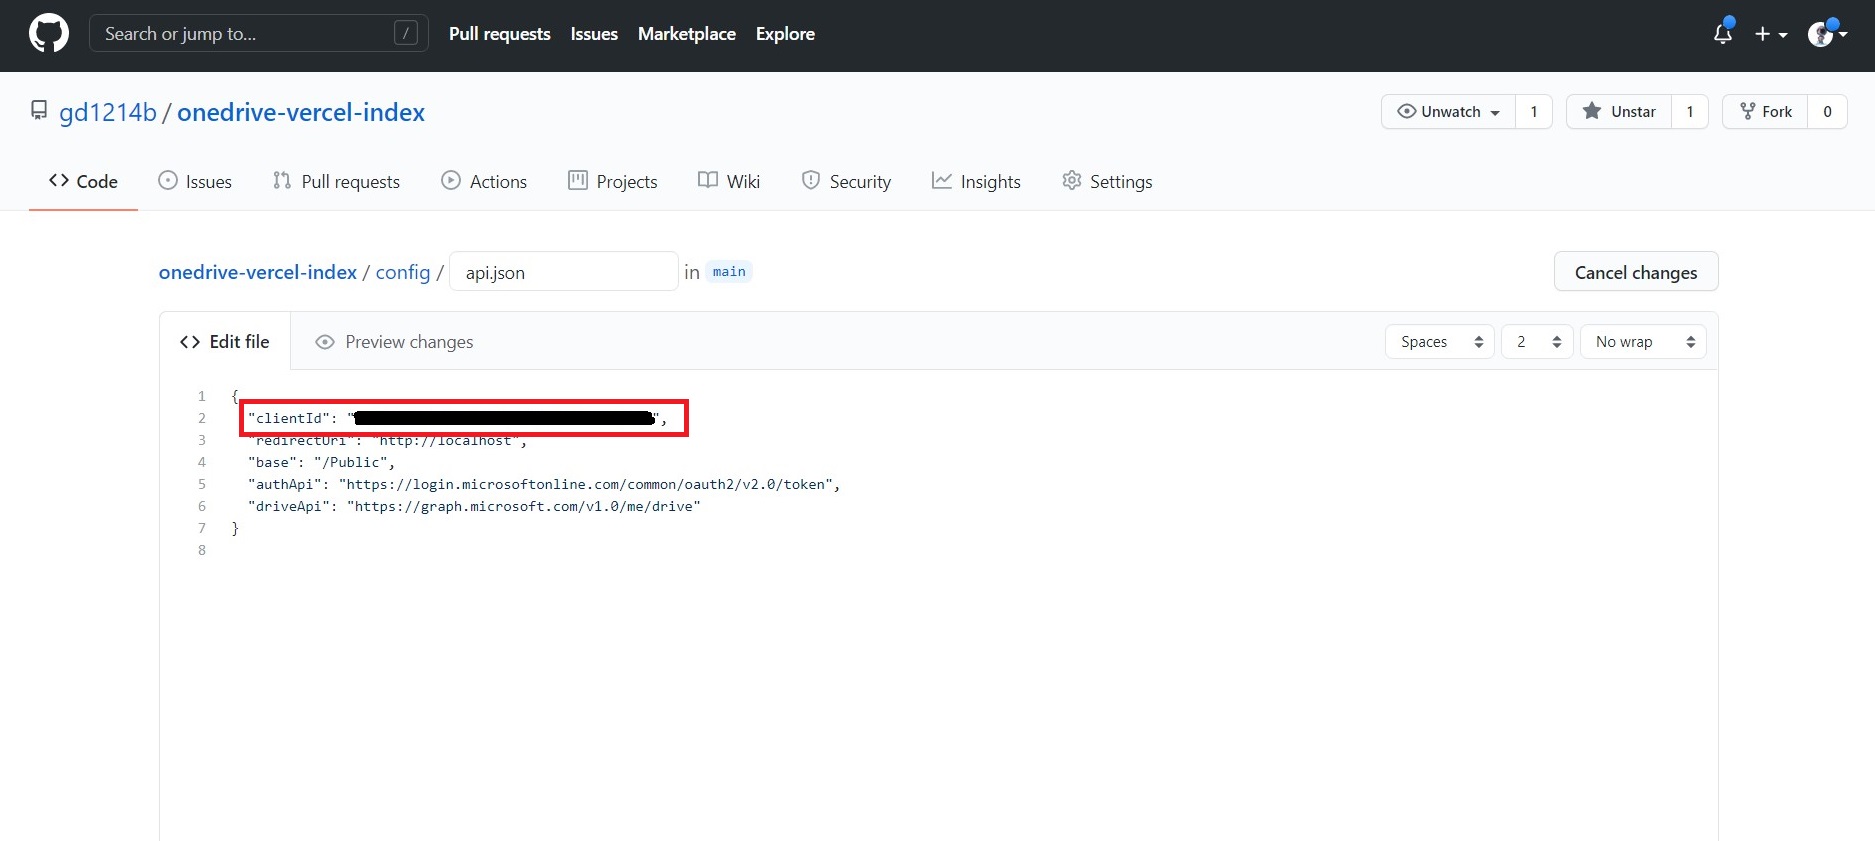 Search or jump to... /
Pull requests Issues Marketplace Explore
gd1214b / onedrive-vercel-index
Unwatch 1 Unstar 1 Fork 0
Code Issues Pull requests Actions Projects Wiki Security Insights Settings
onedrive-vercel-index / config / api.json in main
Cancel changes
Edit file Preview changes
Spaces 2 No wrap
1 {
2 "clientId": "",
3 "redirectUri": "http://localhost",
4 "base": "/Public",
5 "authApi": "https://login.microsoftonline.com/common/oauth2/v2.0/token",
6 "driveApi": "https://graph.microsoft.com/v1.0/me/drive"
7 }
8